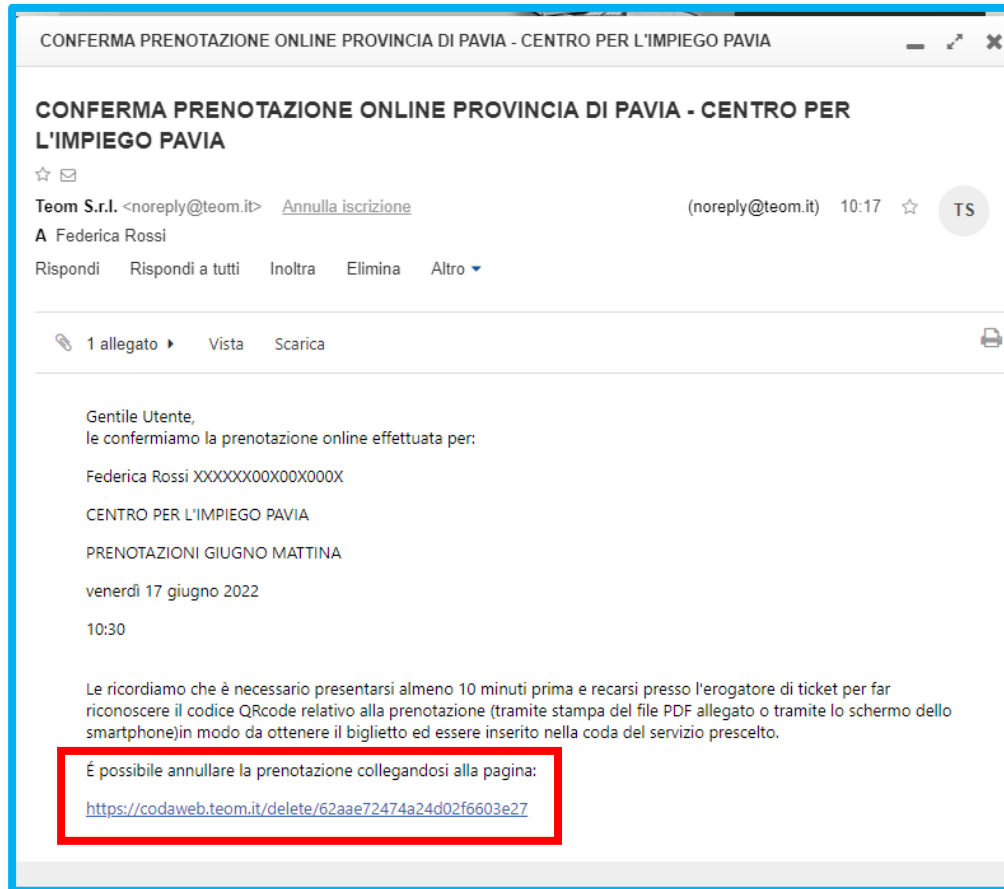 CONFERMA PRENOTAZIONE ONLINE PROVINCIA DI PAVIA - CENTRO PER L'IMPIEGO PAVIA
CONFERMA PRENOTAZIONE ONLINE PROVINCIA DI PAVIA - CENTRO PER
L'IMPIEGO PAVIA
Teom S.r.l. <noreply@teom.it> Annulla iscrizione (noreply@teom.it) 10:17 TS
A Federica Rossi
Rispondi Rispondi a tutti Inoltra Elimina Altro
1 allegato Vista Scarica
Gentile Utente,
le confermiamo la prenotazione online effettuata per:
Federica Rossi XXXXXX00X00X000X
CENTRO PER L'IMPIEGO PAVIA
PRENOTAZIONI GIUGNO MATTINA
venerdì 17 giugno 2022
10:30
Le ricordiamo che è necessario presentarsi almeno 10 minuti prima e recarsi presso l'erogatore di ticket per far
riconoscere il codice QRcode relativo alla prenotazione (tramite stampa del file PDF allegato o tramite lo schermo dello
smartphone)in modo da ottenere il biglietto ed essere inserito nella coda del servizio prescelto.
É possibile annullare la prenotazione collegandosi alla pagina:
https://codaweb.teom.it/delete/62aae72474a24d02f6603e27